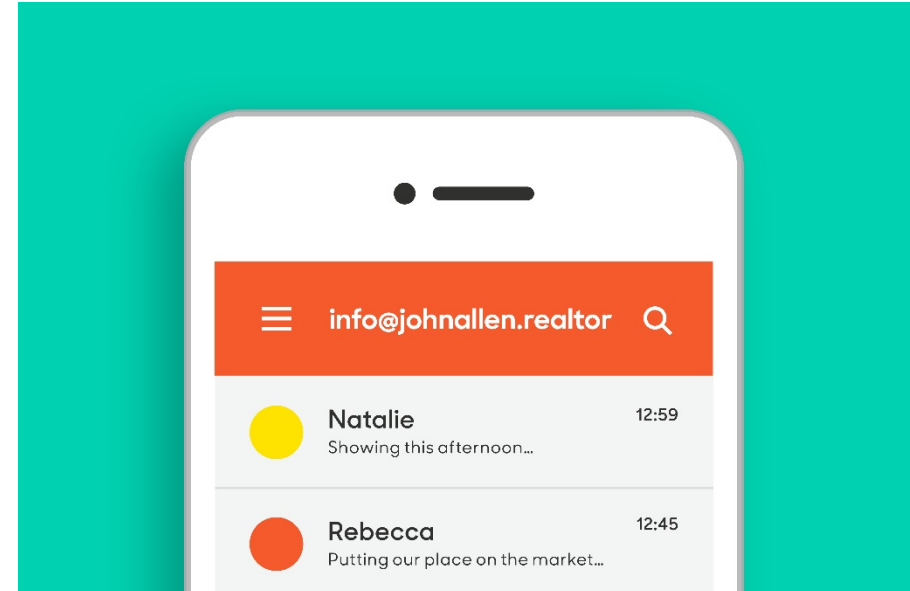 info@johnallen.realtor
Natalie
12:59
Showing this afternoon...
Rebecca
12:45
Putting our place on the market...